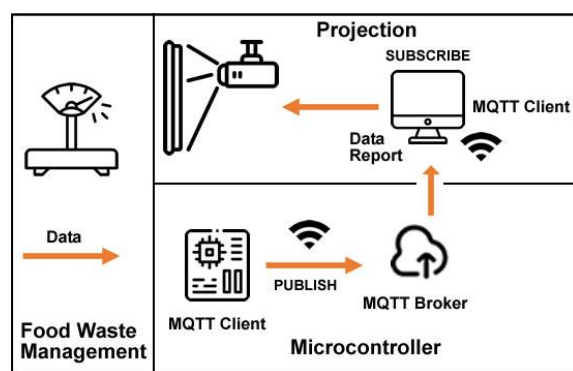 Projection
SUBSCRIBE
MQTT Client
Data
Report
Data
PUBLISH
MQTT Client
MQTT Broker
Food Waste
Management
Microcontroller